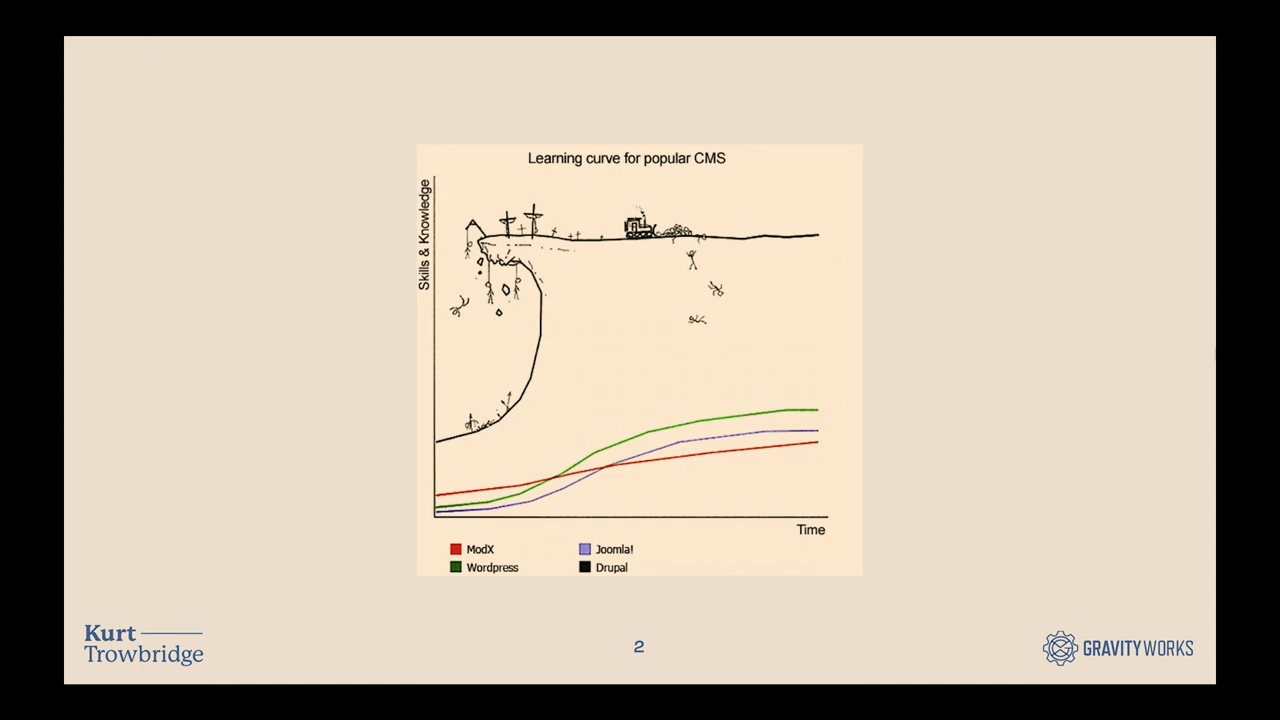 Learning curve for popular CMS
Skills & Knowledge
Time
ModX
Joomla!
Wordpress
Drupal
Kurt
Trowbridge
2
GRAVITYWORKS